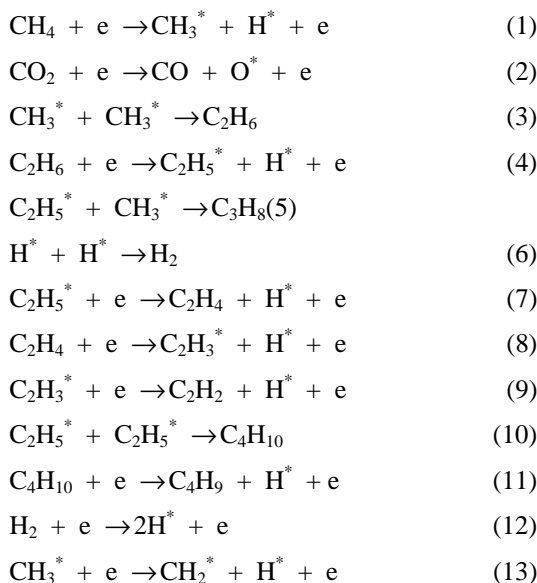 CH₄ + e →CH₃* + H* + e (1)
CO₂ + e →CO + O* + e (2)
CH₃* + CH₃* →C₂H₆ (3)
C₂H₆ + e →C₂H₅* + H* + e (4)
C₂H₅* + CH₃* →C₃H₈(5)
H* + H* →H₂ (6)
C₂H₅* + e →C₂H₄ + H* + e (7)
C₂H₄ + e →C₂H₃* + H* + e (8)
C₂H₃* + e →C₂H₂ + H* + e (9)
C₂H₅* + C₂H₅* →C₄H₁₀ (10)
C₄H₁₀ + e →C₄H₉ + H* +e (11)
H₂ + e →2H* + e (12)
CH₃* + e →CH₂* + H* + e (13)